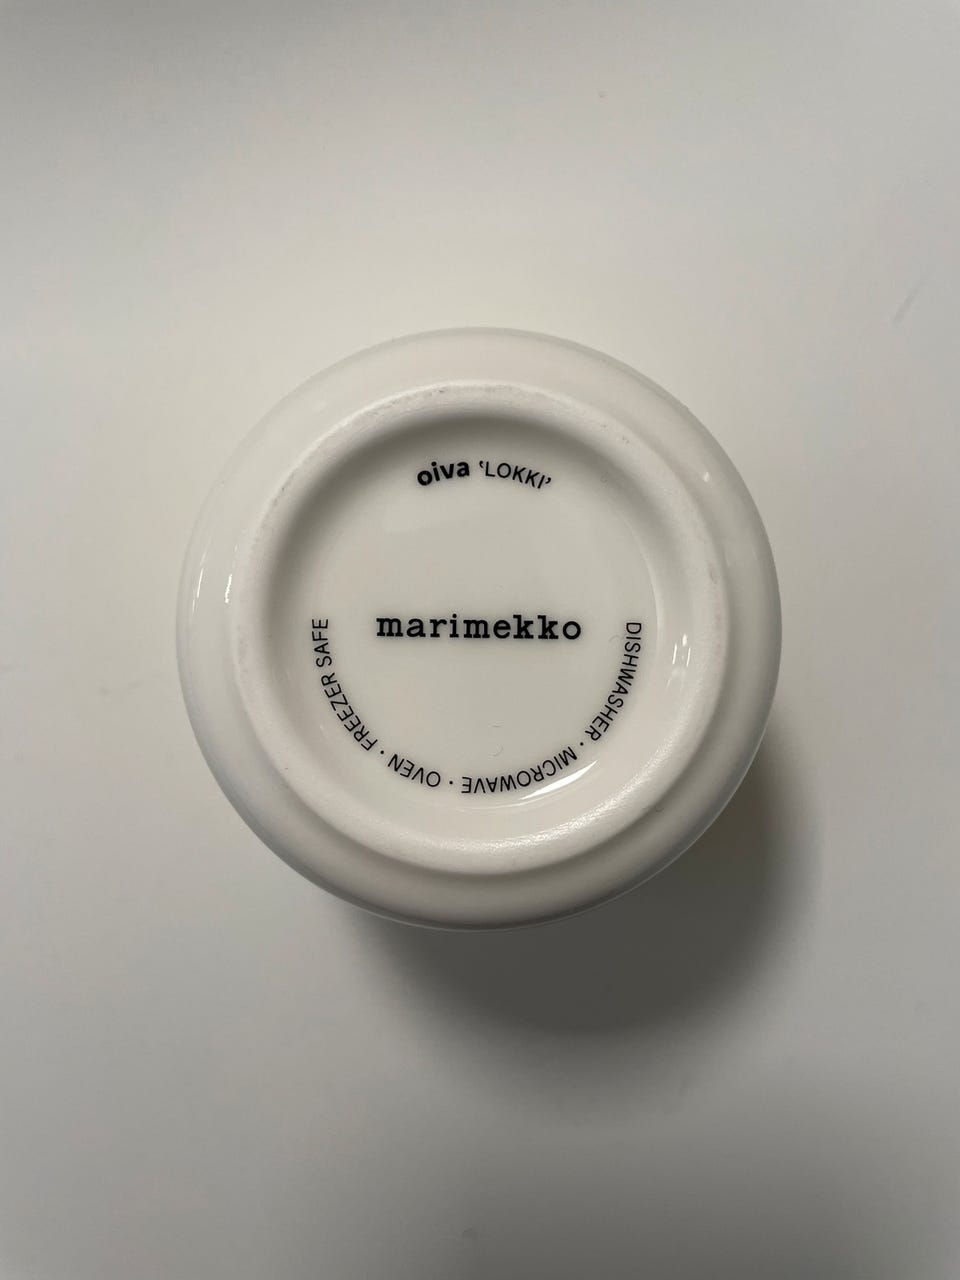 oiva ‘LOKKI’
marimekko
DISHWASHER · MICROWAVE · OVEN · FREEZER SAFE